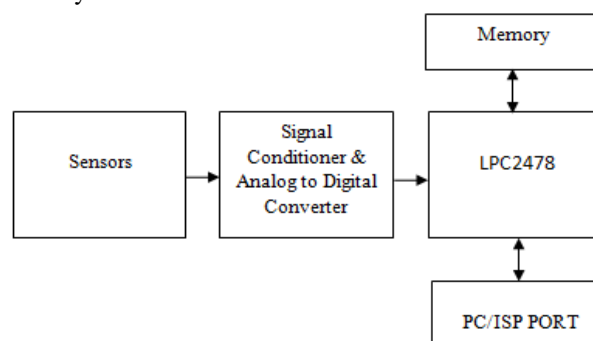 Memory
Sensors
Signal
Conditioner &
Analog to Digital
Converter
LPC2478
PC/ISP PORT